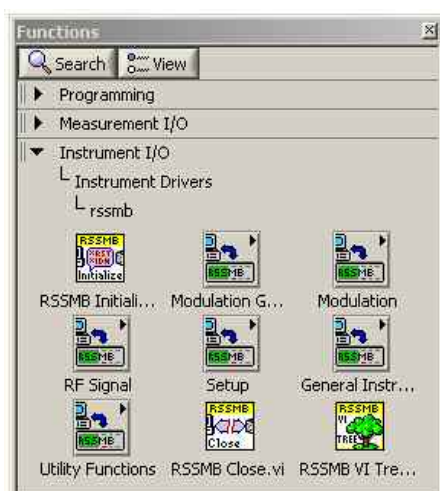 Functions
Search View
Programming
Measurement I/O
Instrument I/O
Instrument Drivers
rssmb
RSSMB
*RST
*IDN
Initialize
RSSMB
RSSMB
RSSMB Initiali... Modulation G... Modulation
RSSMB
RSSMB
RSSMB
RF Signal Setup General Instr...
RSSMB
RSSMB
Close
RSSMB
VI
TREE
Utility Functions RSSMB Close.vi RSSMB VI Tre...